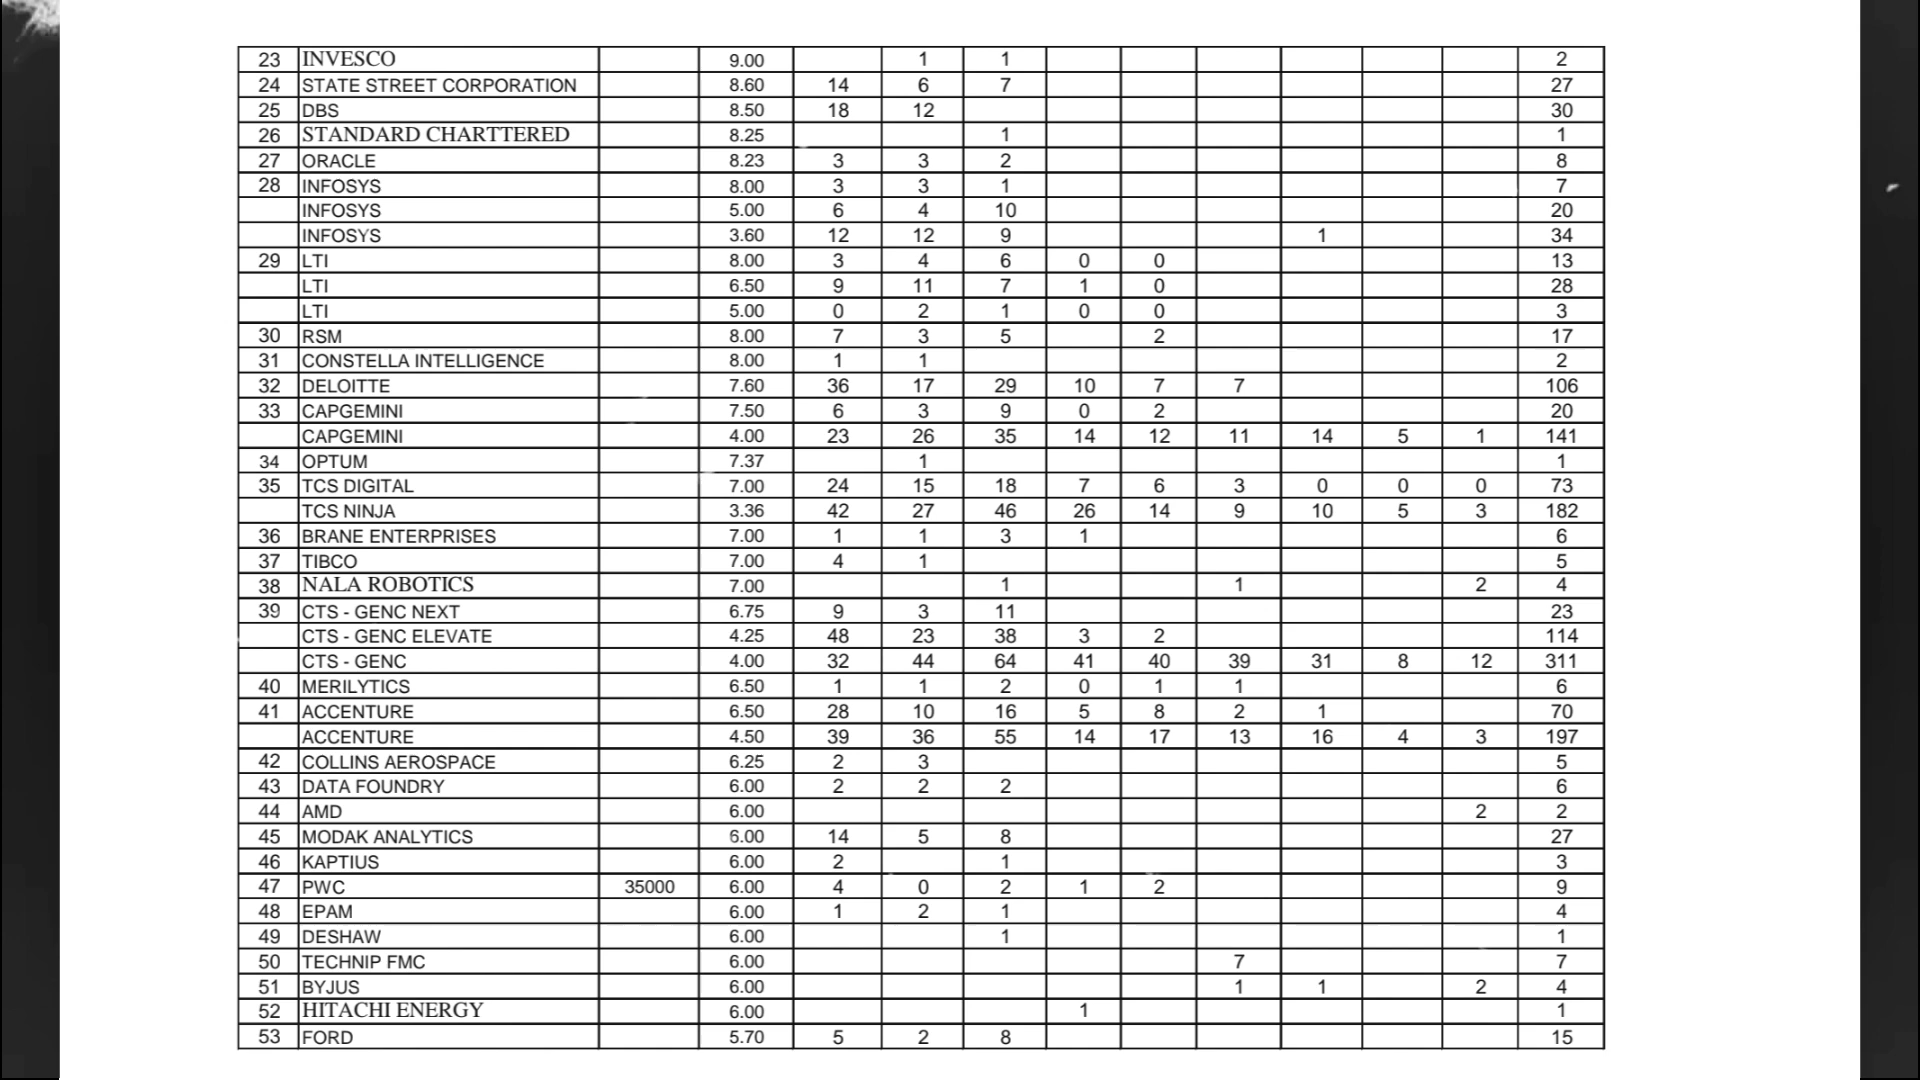 23 INVESCO 9.00 1 1 2
24 STATE STREET CORPORATION 8.60 14 6 7 27
25 DBS 8.50 18 12 30
26 STANDARD CHARTTERED 8.25 1 1
27 ORACLE 8.23 3 3 2 8
28 INFOSYS 8.00 3 3 1 7
INFOSYS 5.00 6 4 10 20
INFOSYS 3.60 12 12 9 1 34
29 LTI 8.00 3 4 6 0 0 13
LTI 6.50 9 11 7 1 0 28
LTI 5.00 0 2 1 0 0 3
30 RSM 8.00 7 3 5 2 17
31 CONSTELLA INTELLIGENCE 8.00 1 1 2
32 DELOITTE 7.60 36 17 29 10 7 7 106
33 CAPGEMINI 7.50 6 3 9 0 2 20
CAPGEMINI 4.00 23 26 35 14 12 11 14 5 1 141
34 OPTUM 7.37 1 1
35 TCS DIGITAL 7.00 24 15 18 7 6 3 0 0 0 73
TCS NINJA 3.36 42 27 46 26 14 9 10 5 3 182
36 BRANE ENTERPRISES 7.00 1 1 3 1 6
37 TIBCO 7.00 4 1 5
38 NALA ROBOTICS 7.00 1 1 2 4
39 CTS - GENC NEXT 6.75 9 3 11 23
CTS - GENC ELEVATE 4.25 48 23 38 3 2 114
CTS - GENC 4.00 32 44 64 41 40 39 31 8 12 311
40 MERILYTICS 6.50 1 1 2 0 1 1 6
41 ACCENTURE 6.50 28 10 16 5 8 2 1 70
ACCENTURE 4.50 39 36 55 14 17 13 16 4 3 197
42 COLLINS AEROSPACE 6.25 2 3 5
43 DATA FOUNDRY 6.00 2 2 2 6
44 AMD 6.00 2 2
45 MODAK ANALYTICS 6.00 14 5 8 27
46 KAPTIUS 6.00 2 1 3
47 PWC 35000 6.00 4 0 2 1 2 9
48 EPAM 6.00 1 2 1 4
49 DESHAW 6.00 1 1
50 TECHNIP FMC 6.00 7 7
51 BYJUS 6.00 1 1 2 4
52 HITACHI ENERGY 6.00 1 1
53 FORD 5.70 5 2 8 15